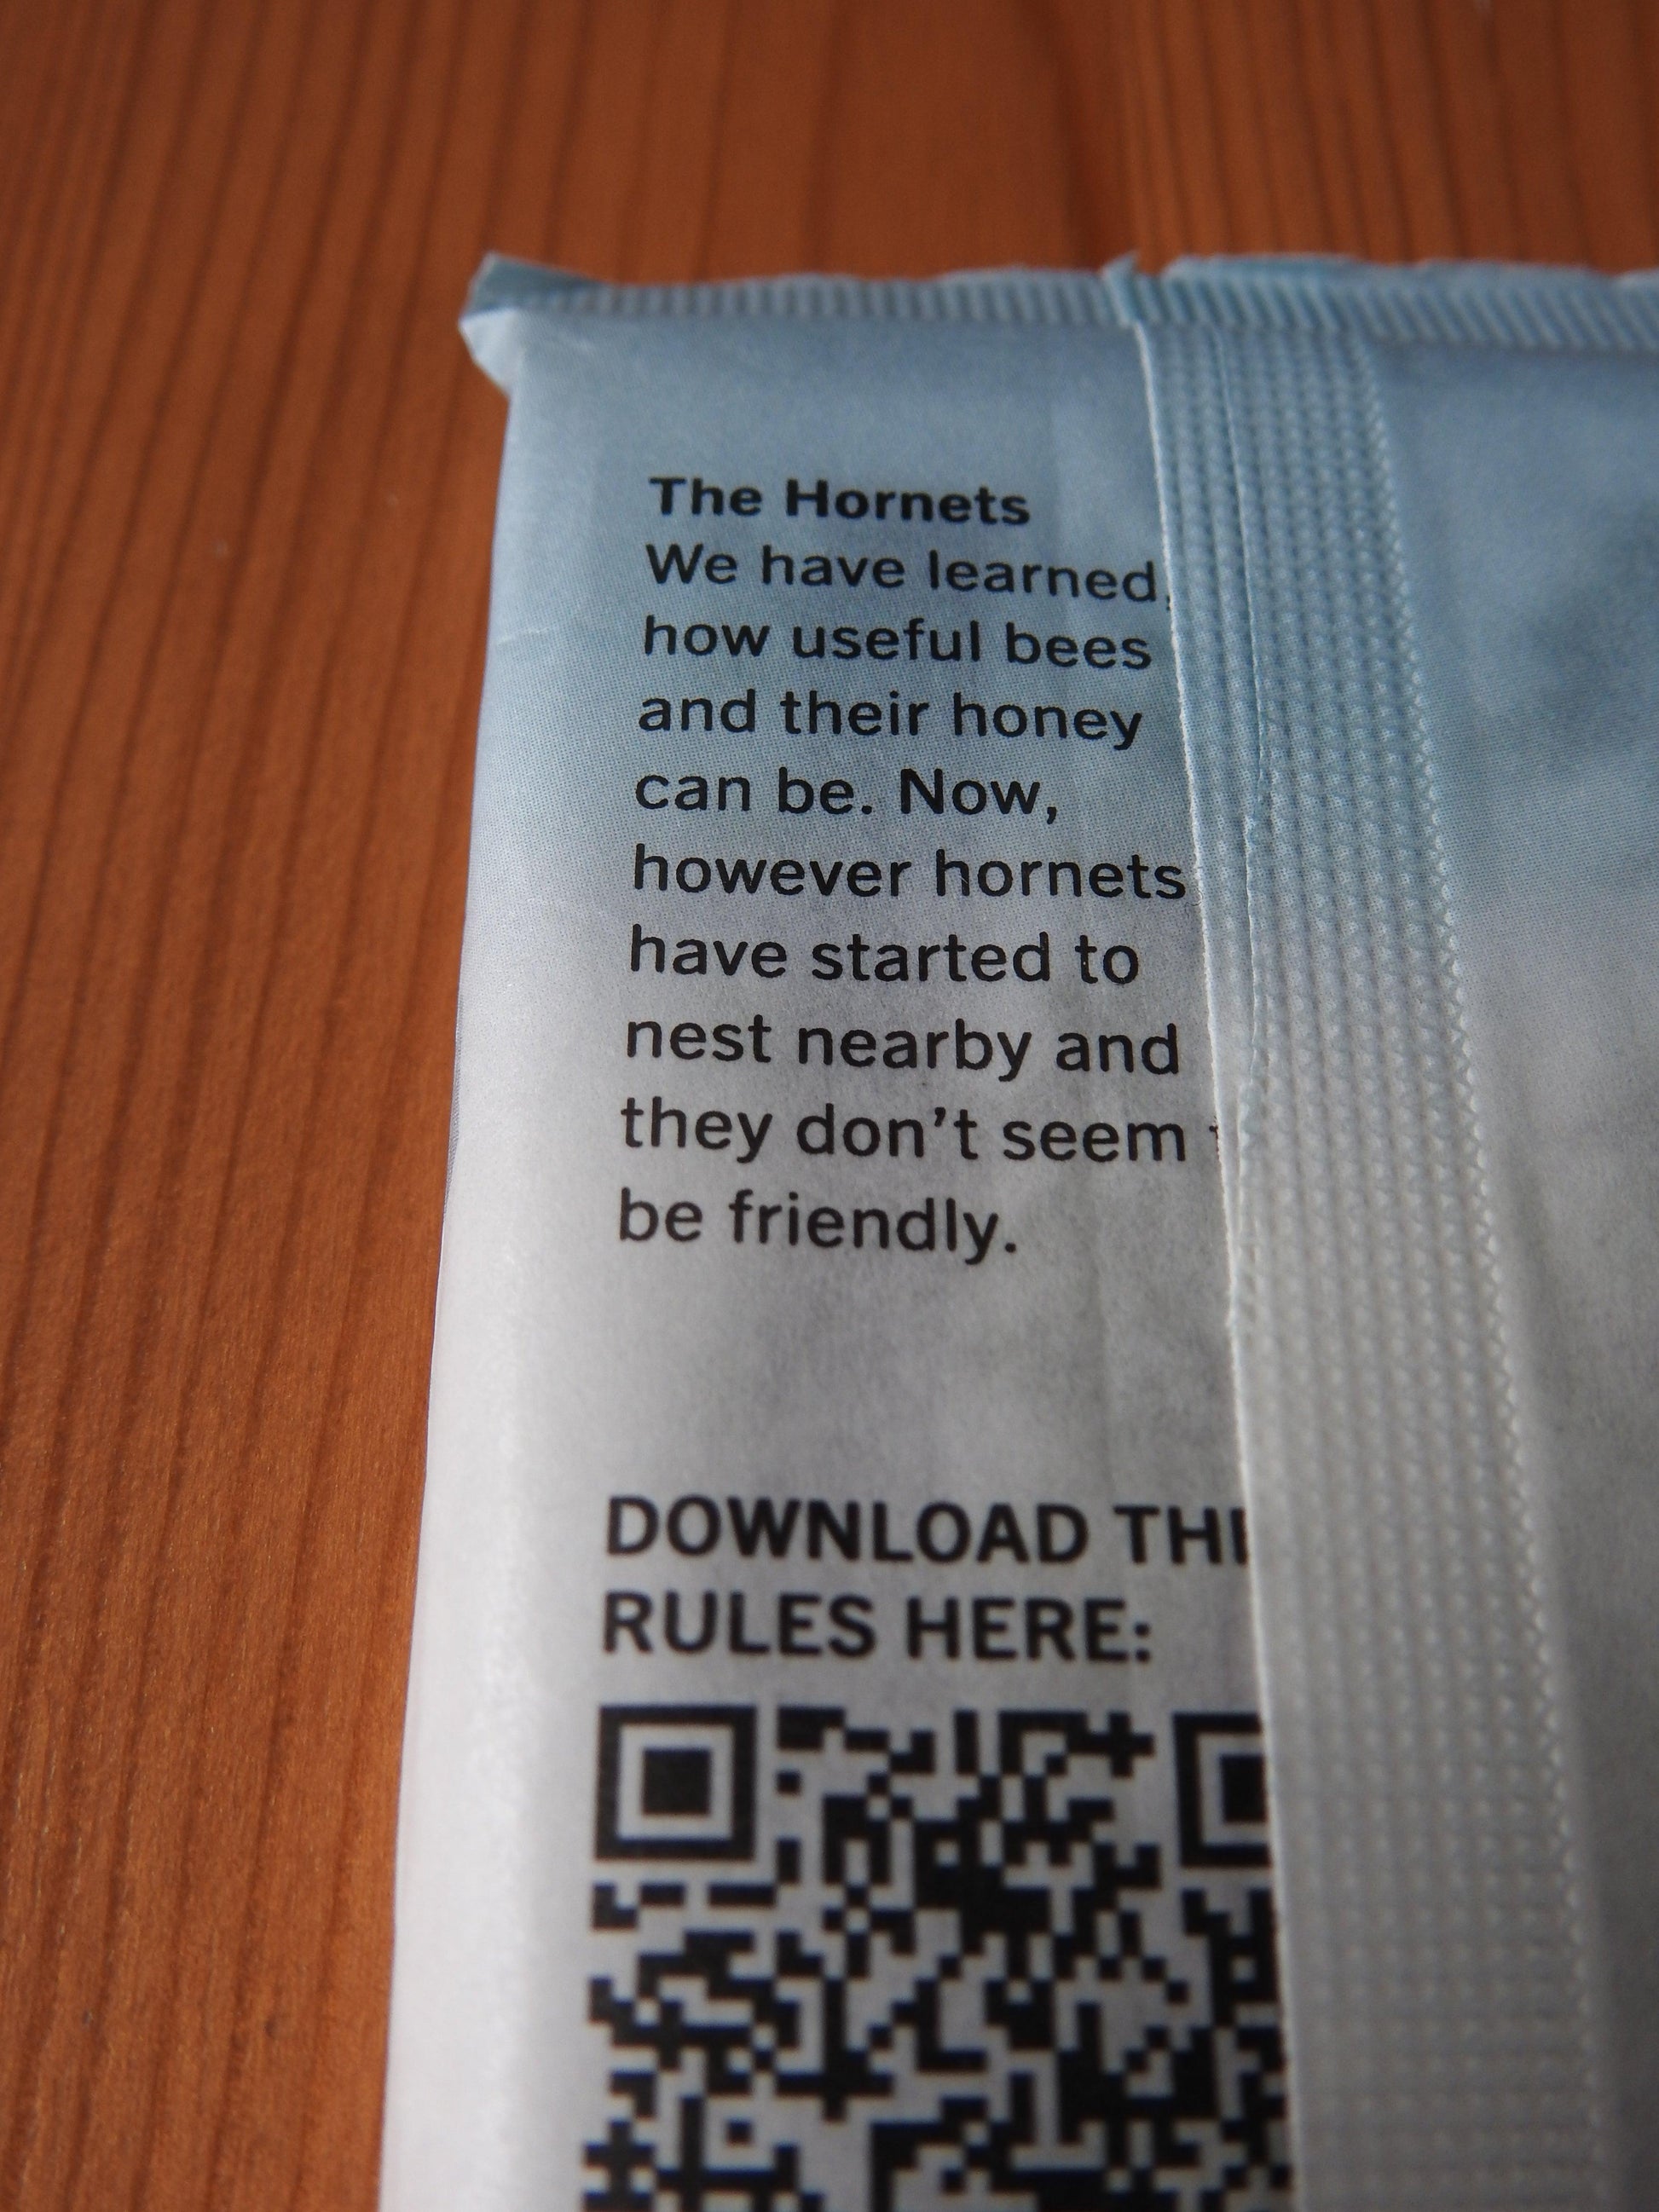 The Hornets
We have learned,
how useful bees
and their honey
can be. Now,
however hornets
have started to
nest nearby and
they don't seem
be friendly.
DOWNLOAD
RULES HERE: